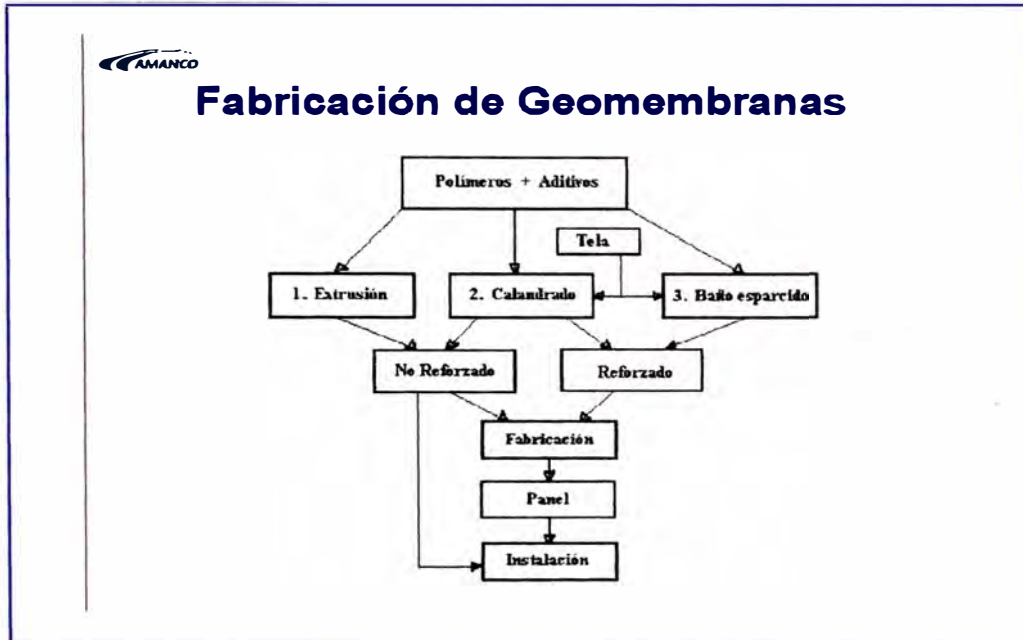 AMANCO
Fabricación de Geomembranas
Polímeros + Aditivos
Tela
1. Extrusión
2. Calandrado
3. Baño esparcido
No Reforzado
Reforzado
Fabricación
Panel
Instalación